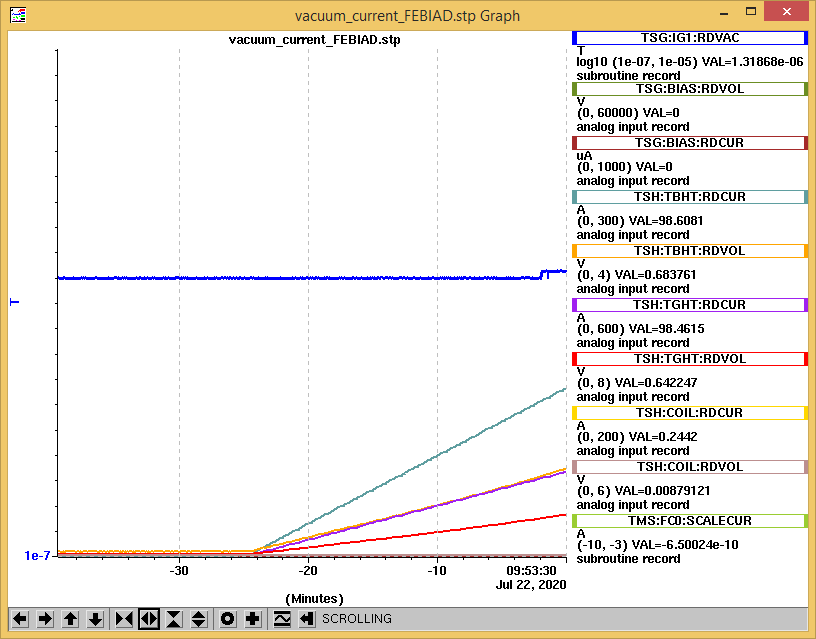 vacuum_current_FEBIAD.stp Graph
vacuum_current_FEBIAD.stp
T
1e-7
-30
-20
-10
09:53:30
Jul 22, 2020
(Minutes)
T
TSG:IG1:RDVAC
T
log10 (1e-07, 1e-05) VAL=1.31868e-06
subroutine record
TSG:BIAS:RDVOL
V
(0, 60000) VAL=0
analog input record
TSG:BIAS:RDCUR
uA
(0, 1000) VAL=0
analog input record
TSH:TBHT:RDCUR
A
(0, 300) VAL=98.6081
analog input record
TSH:TBHT:RDVOL
V
(0, 4) VAL=0.683761
analog input record
TSH:TGHT:RDCUR
A
(0, 600) VAL=98.4615
analog input record
TSH:TGHT:RDVOL
V
(0, 8) VAL=0.642247
analog input record
TSH:COIL:RDCUR
A
(0, 200) VAL=0.2442
analog input record
TSH:COIL:RDVOL
V
(0, 6) VAL=0.00879121
analog input record
TMS:FC0:SCALECUR
A
(-10, -3) VAL=-6.50024e-10
subroutine record
SCROLLING